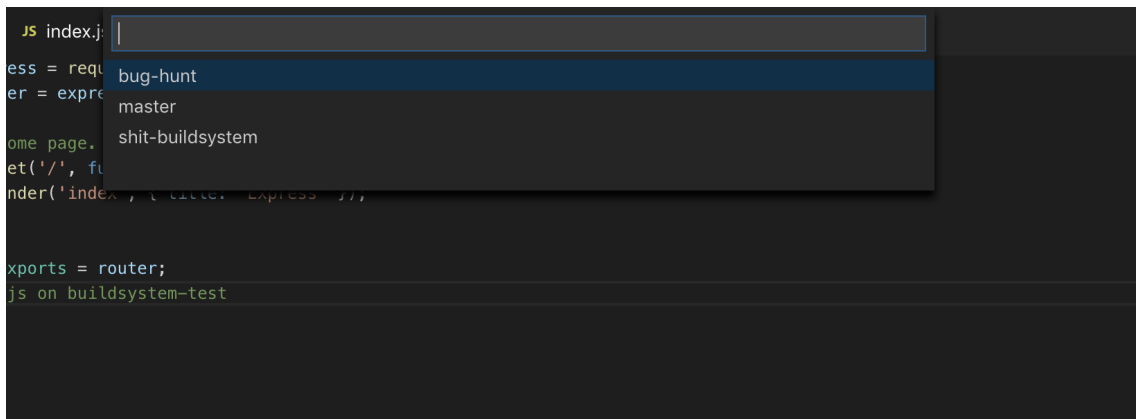 JS index.js
ess = requ
bug-hunt
er = expre
master
ome page.
shit-buildsystem
et('/', fu
nder('index', { title: 'Express' });
xports = router;
js on buildsystem-test